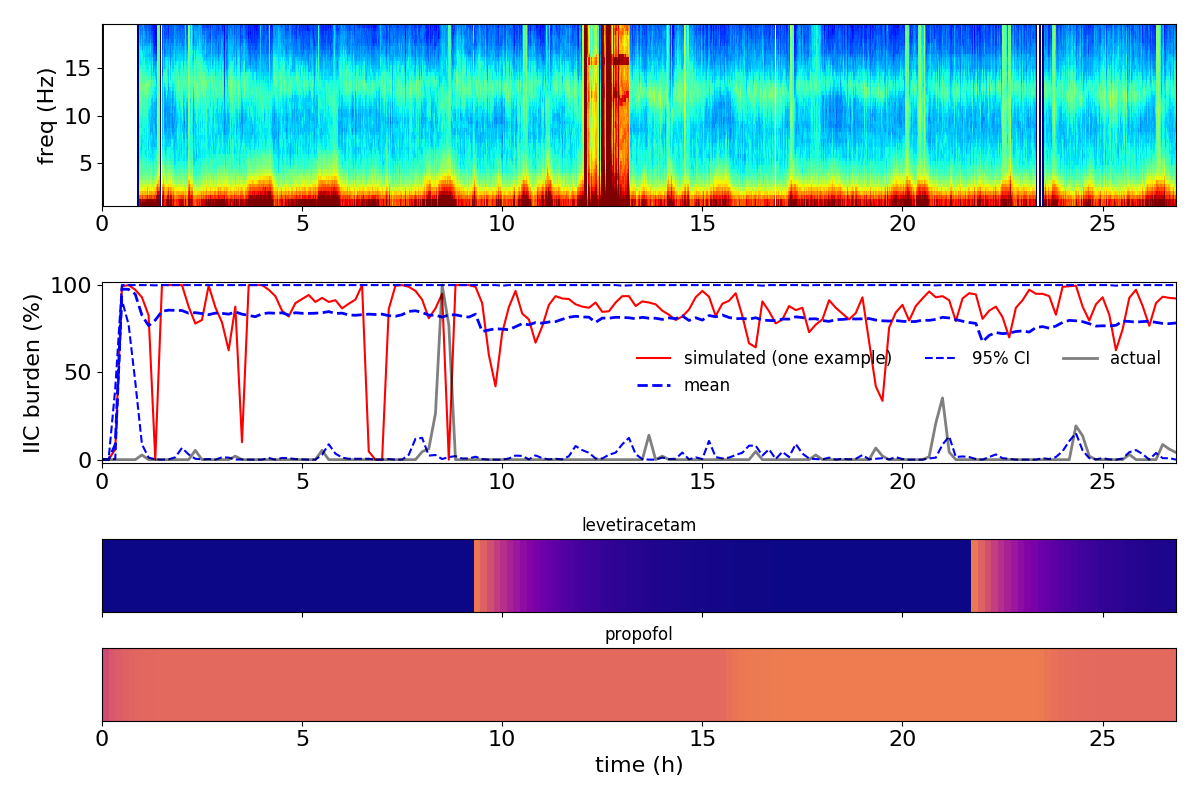 freq (Hz)
15
10
5
0 5 10 15 20 25
IIC burden (%)
100
50
0
simulated (one example) 95% CI actual
mean
0 5 10 15 20 25
levetiracetam
propofol
0 5 10 15 20 25
time (h)